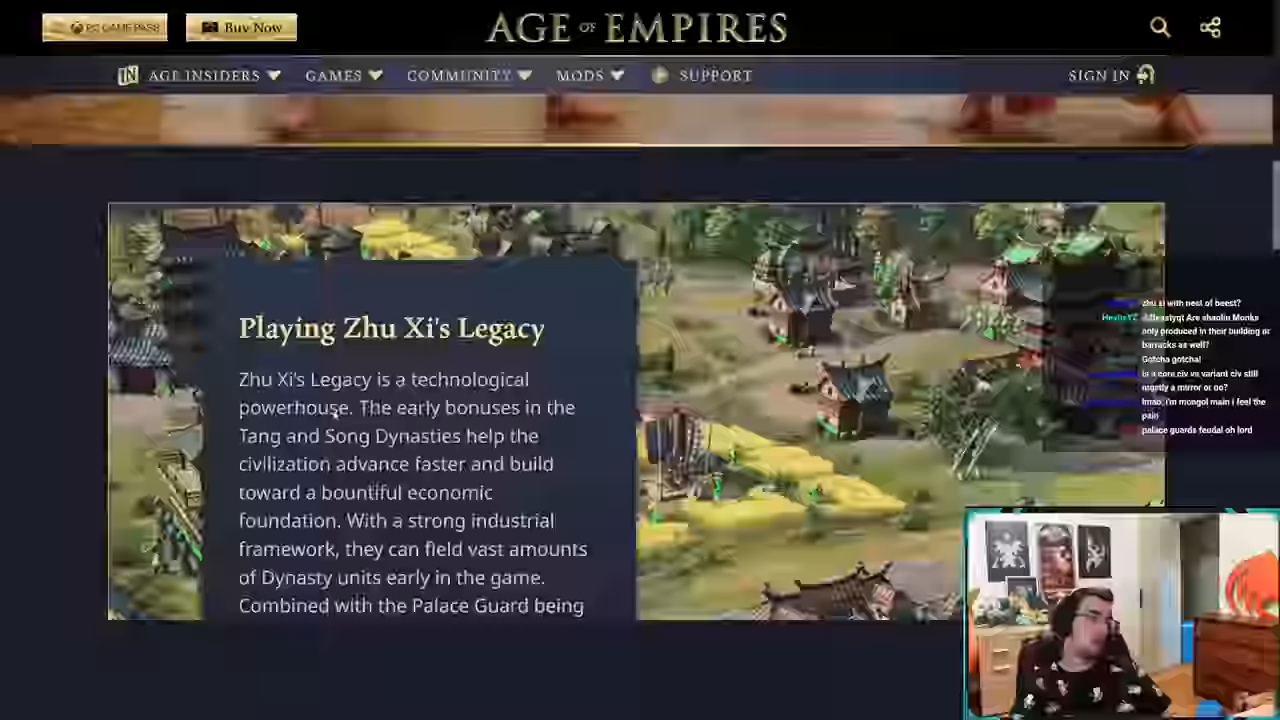 PC GAME PASS
Buy Now
AGE OF EMPIRES
AGE INSIDERS
GAMES
COMMUNITY
MODS
SUPPORT
SIGN IN
Playing Zhu Xi's Legacy
Zhu Xi's Legacy is a technological
powerhouse. The early bonuses in the
Tang and Song Dynasties help the
civilization advance faster and build
toward a bountiful economic
foundation. With a strong industrial
framework, they can field vast amounts
of Dynasty units early in the game.
Combined with the Palace Guard being
zhu xi with nest of beest?
Are shaolin Monks
only produced in their building or
barracks as well?
Gotcha gotcha!
is a core civ vs variant civ still
mostly a mirror or no?
lmao, i'm mongol main i feel the
pain
palace guards feudal oh lord